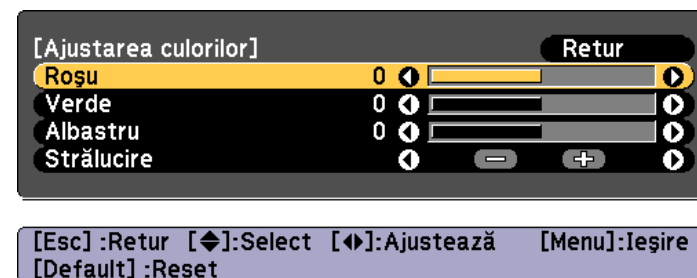 [Ajustarea culorilor] Retur
Roşu 0
Verde 0
Albastru 0
Strălucire
[Esc] :Retur [◆]:Select [◆]:Ajustează [Menu]:Ieşire
[Default] :Reset